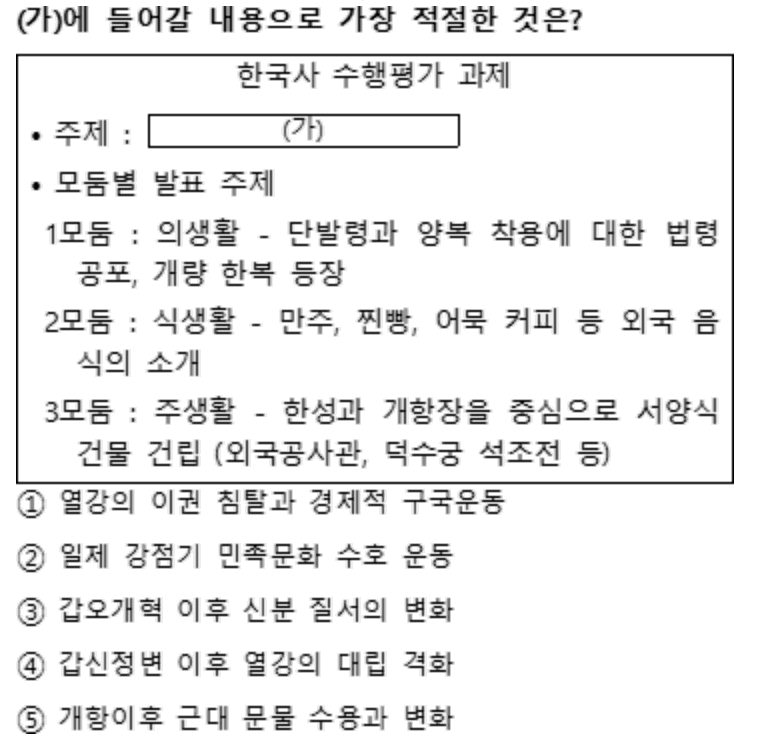 (가)에 들어갈 내용으로 가장 적절한 것은?
한국사 수행평가 과제
• 주제 : (가)
• 모둠별 발표 주제
1모둠 : 의생활 - 단발령과 양복 착용에 대한 법령
공포, 개량 한복 등장
2모둠 : 식생활 - 만주, 찐빵, 어묵 커피 등 외국 음
식의 소개
3모둠 : 주생활 - 한성과 개항장을 중심으로 서양식
건물 건립 (외국공사관, 덕수궁 석조전 등)
① 열강의 이권 침탈과 경제적 구국운동
② 일제 강점기 민족문화 수호 운동
③ 갑오개혁 이후 신분 질서의 변화
④ 갑신정변 이후 열강의 대립 격화
⑤ 개항이후 근대 문물 수용과 변화